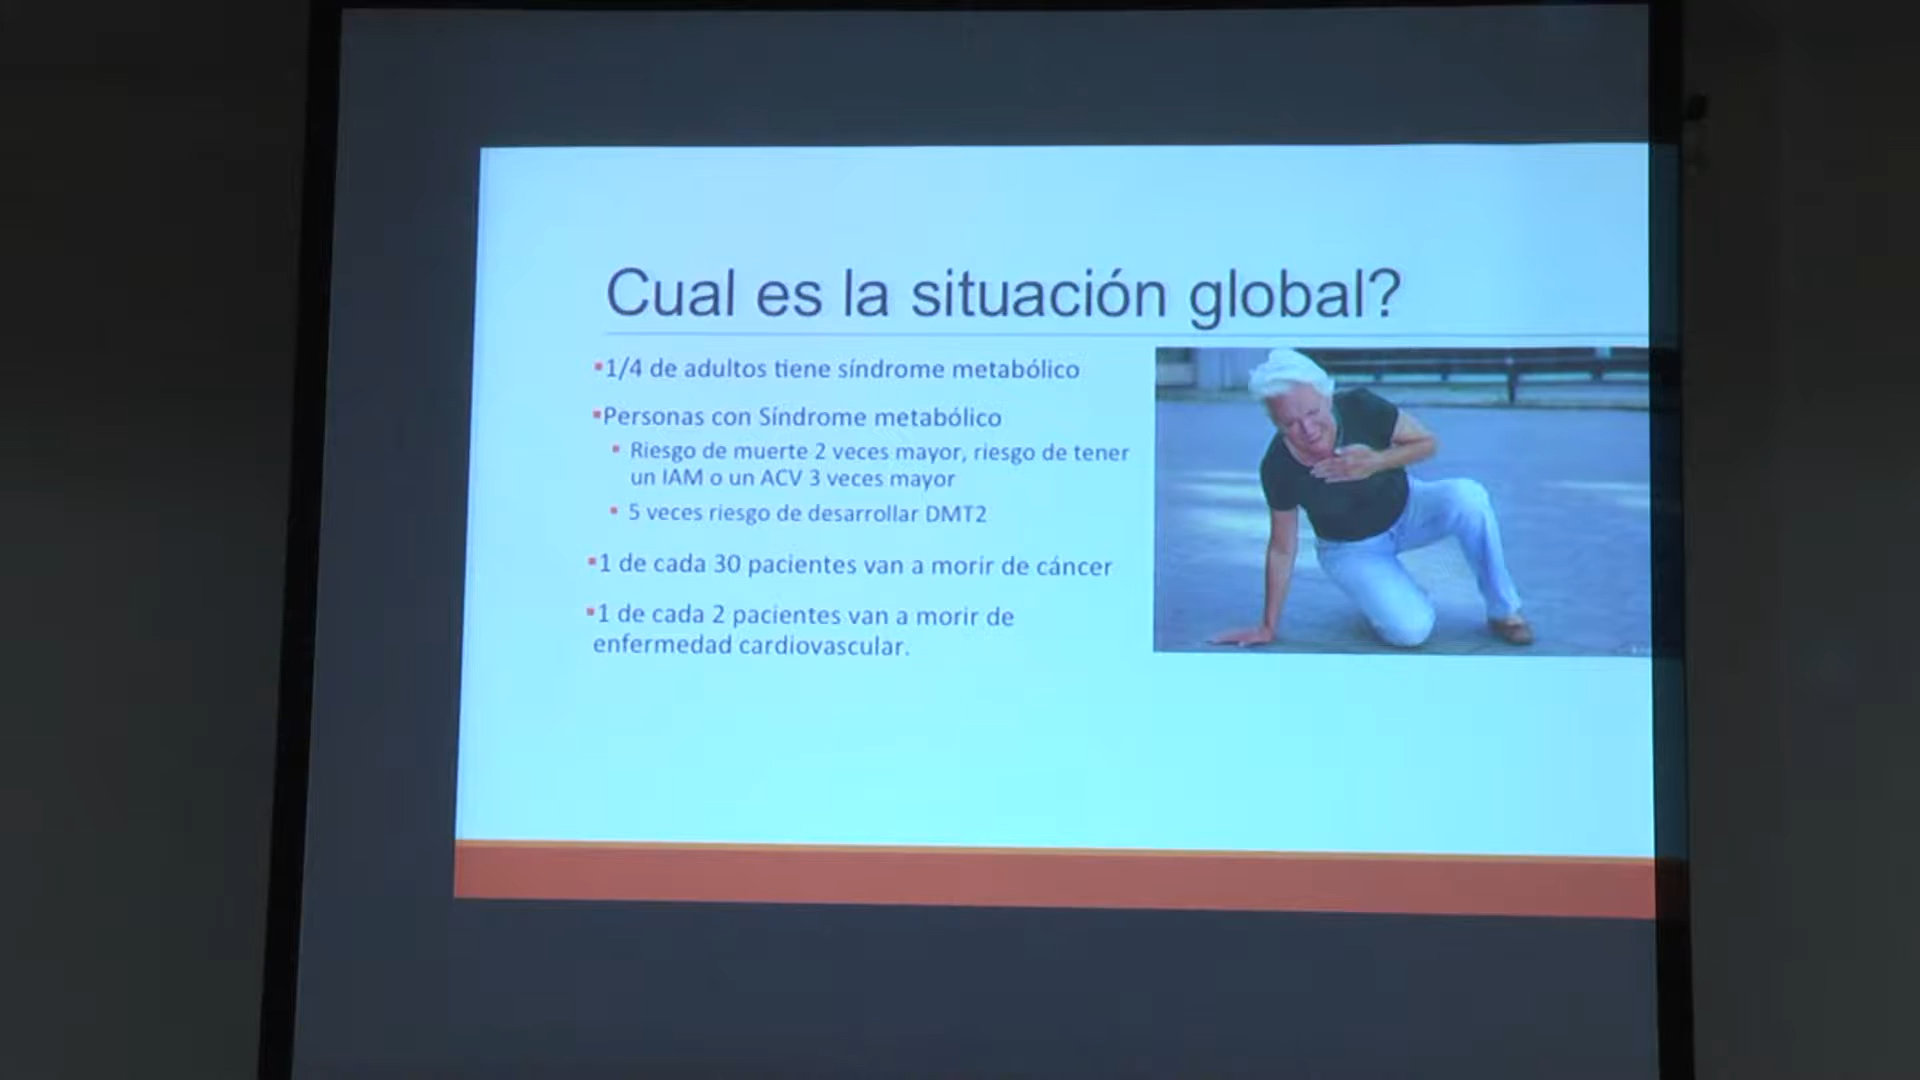 Cual es la situación global?
1/4 de adultos tiene síndrome metabólico
Personas con Síndrome metabólico
Riesgo de muerte 2 veces mayor, riesgo de tener
un IAM o un ACV 3 veces mayor
5 veces riesgo de desarrollar DMT2
1 de cada 30 pacientes van a morir de cáncer
1 de cada 2 pacientes van a morir de
enfermedad cardiovascular.